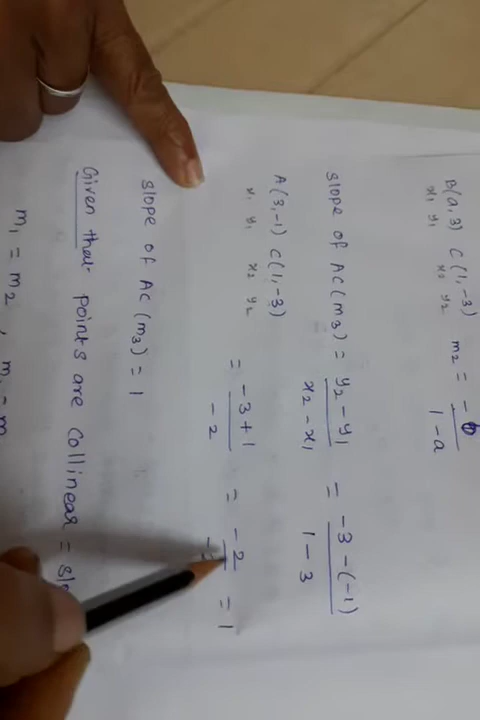 B(a, 3) C(1, -3) m₂ = -6/(1-a)
x₁ y₁ x₂ y₂
Slope of AC (m₃) = (y₂ - y₁)/(x₂ - x₁) = (-3 - (-1))/(1 - 3)
A(3, -1) C(1, -3)
x₁ y₁ x₂ y₂
= (-3 + 1)/(-2) = -2/ = 1
Slope of AC (m₃) = 1
Given that points are collinear =
m₁ = m₂ ,